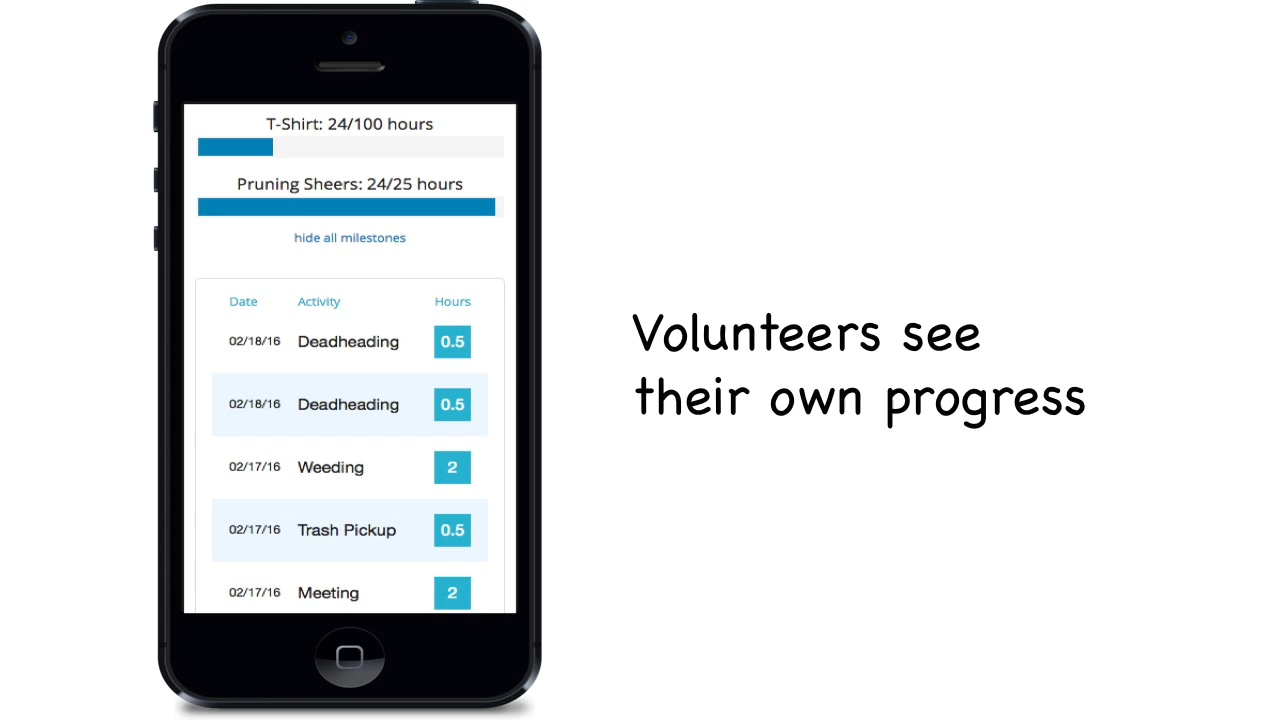 T-Shirt: 24/100 hours
Pruning Sheers: 24/25 hours
hide all milestones
Date Activity Hours
02/18/16 Deadheading 0.5
02/18/16 Deadheading 0.5
02/17/16 Weeding 2
02/17/16 Trash Pickup 0.5
02/17/16 Meeting 2
Volunteers see
their own progress